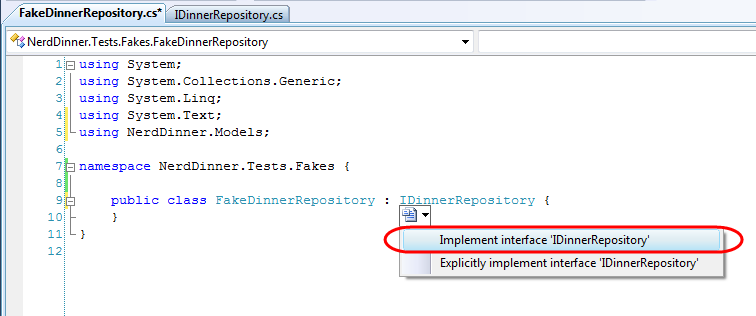 FakeDinnerRepository.cs* IDinnerRepository.cs
NerdDinner.Tests.Fakes.FakeDinnerRepository
1 using System;
2 using System.Collections.Generic;
3 using System.Linq;
4 using System.Text;
5 using NerdDinner.Models;
6
7 namespace NerdDinner.Tests.Fakes {
8
9 public class FakeDinnerRepository : IDinnerRepository {
10 }
11 }
12
Implement interface 'IDinnerRepository'
Explicitly implement interface 'IDinnerRepository'